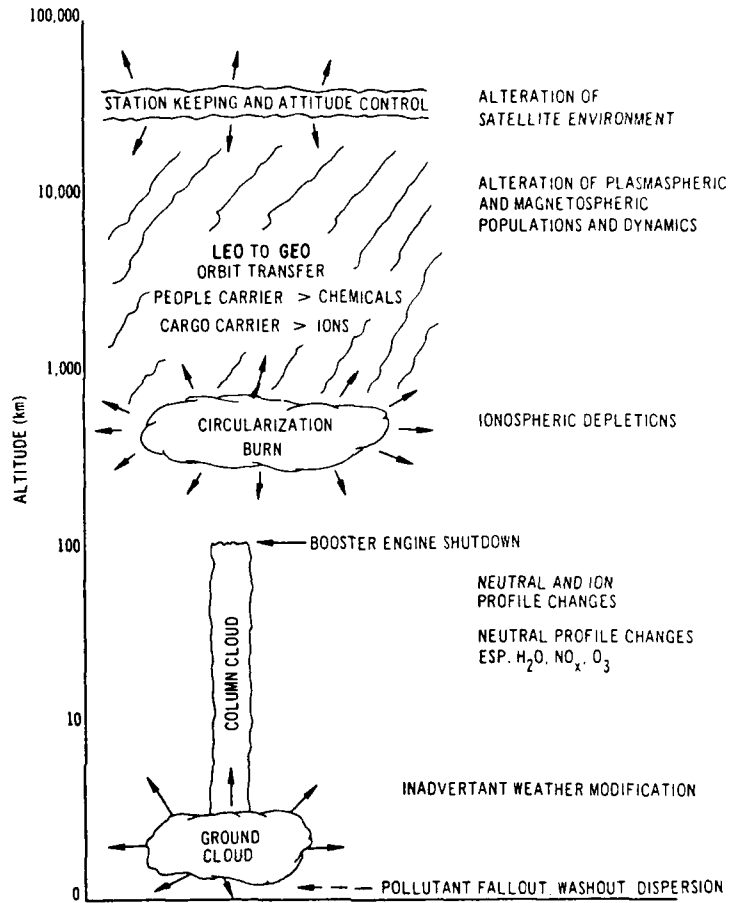 100,000
STATION KEEPING AND ATTITUDE CONTROL
ALTERATION OF
SATELLITE ENVIRONMENT
10,000
ALTERATION OF PLASMASPHERIC
AND MAGNETOSPHERIC
POPULATIONS AND DYNAMICS
LEO TO GEO
ORBIT TRANSFER
PEOPLE CARRIER > CHEMICALS
CARGO CARRIER > IONS
1,000
ALTITUDE (km)
CIRCULARIZATION
BURN
IONOSPHERIC DEPLETIONS
100
BOOSTER ENGINE SHUTDOWN
NEUTRAL AND ION
PROFILE CHANGES
NEUTRAL PROFILE CHANGES
ESP. H₂O, NOₓ, O₃
COLUMN CLOUD
10
INADVERTANT WEATHER MODIFICATION
GROUND
CLOUD
0
POLLUTANT FALLOUT, WASHOUT DISPERSION